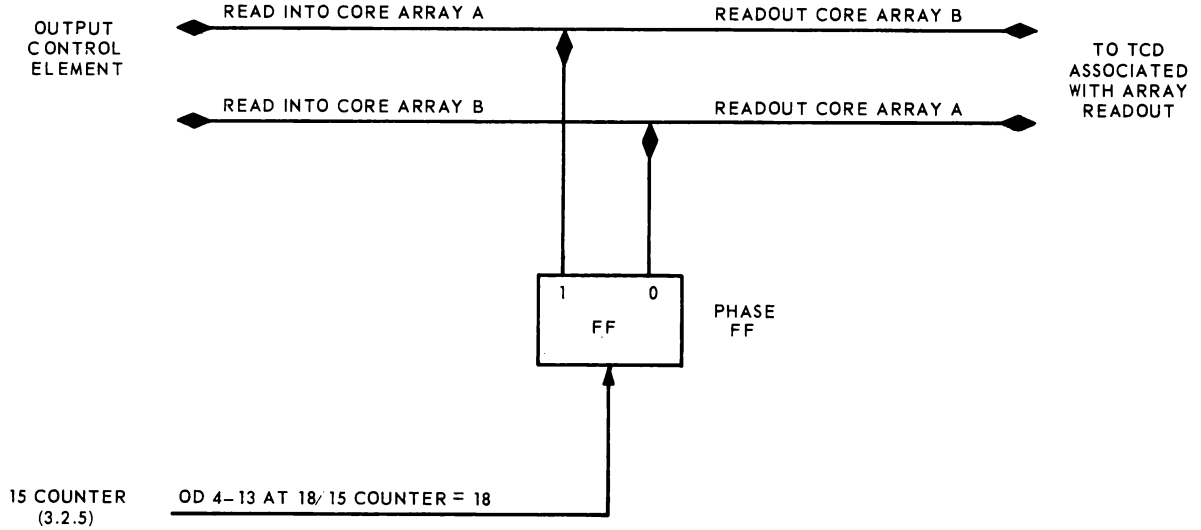 OUTPUT
CONTROL
ELEMENT
READ INTO CORE ARRAY A
READOUT CORE ARRAY B
READ INTO CORE ARRAY B
READOUT CORE ARRAY A
TO TCD
ASSOCIATED
WITH ARRAY
READOUT
1
0
FF
PHASE
FF
15 COUNTER
(3.2.5)
OD 4-13 AT 18/ 15 COUNTER = 18